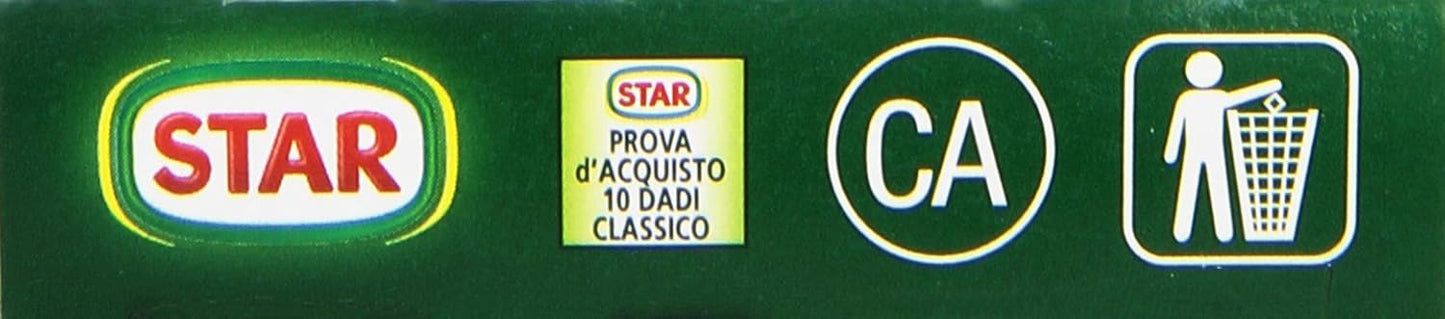 STAR
STAR
PROVA
d'ACQUISTO
10 DADI
CLASSICO
CA